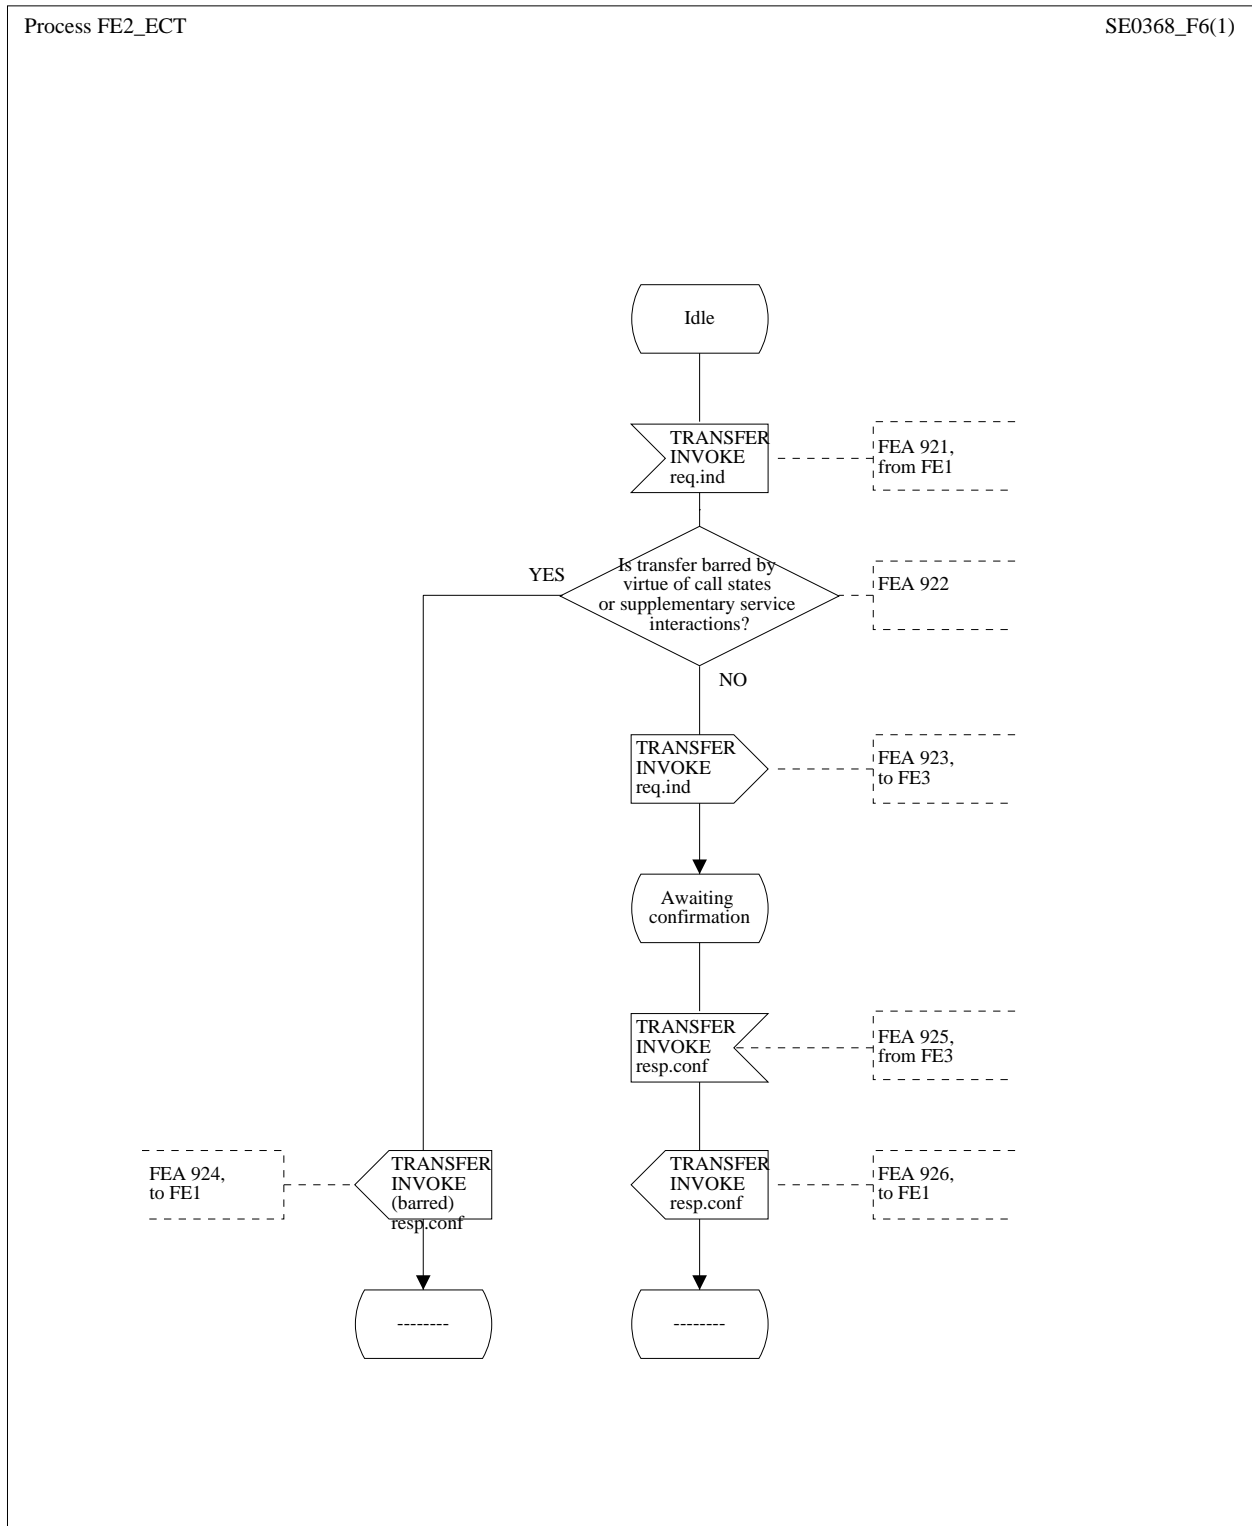 Process FE2_ECT
SE0368_F6(1)
Idle
TRANSFER
INVOKE
req.ind
FEA 921,
from FE1
Is transfer barred by
virtue of call states
or supplementary service
interactions?
YES
FEA 922
NO
TRANSFER
INVOKE
req.ind
FEA 923,
to FE3
Awaiting
confirmation
TRANSFER
INVOKE
resp.conf
FEA 925,
from FE3
FEA 924,
to FE1
TRANSFER
INVOKE
(barred)
resp.conf
TRANSFER
INVOKE
resp.conf
FEA 926,
to FE1
--------
--------